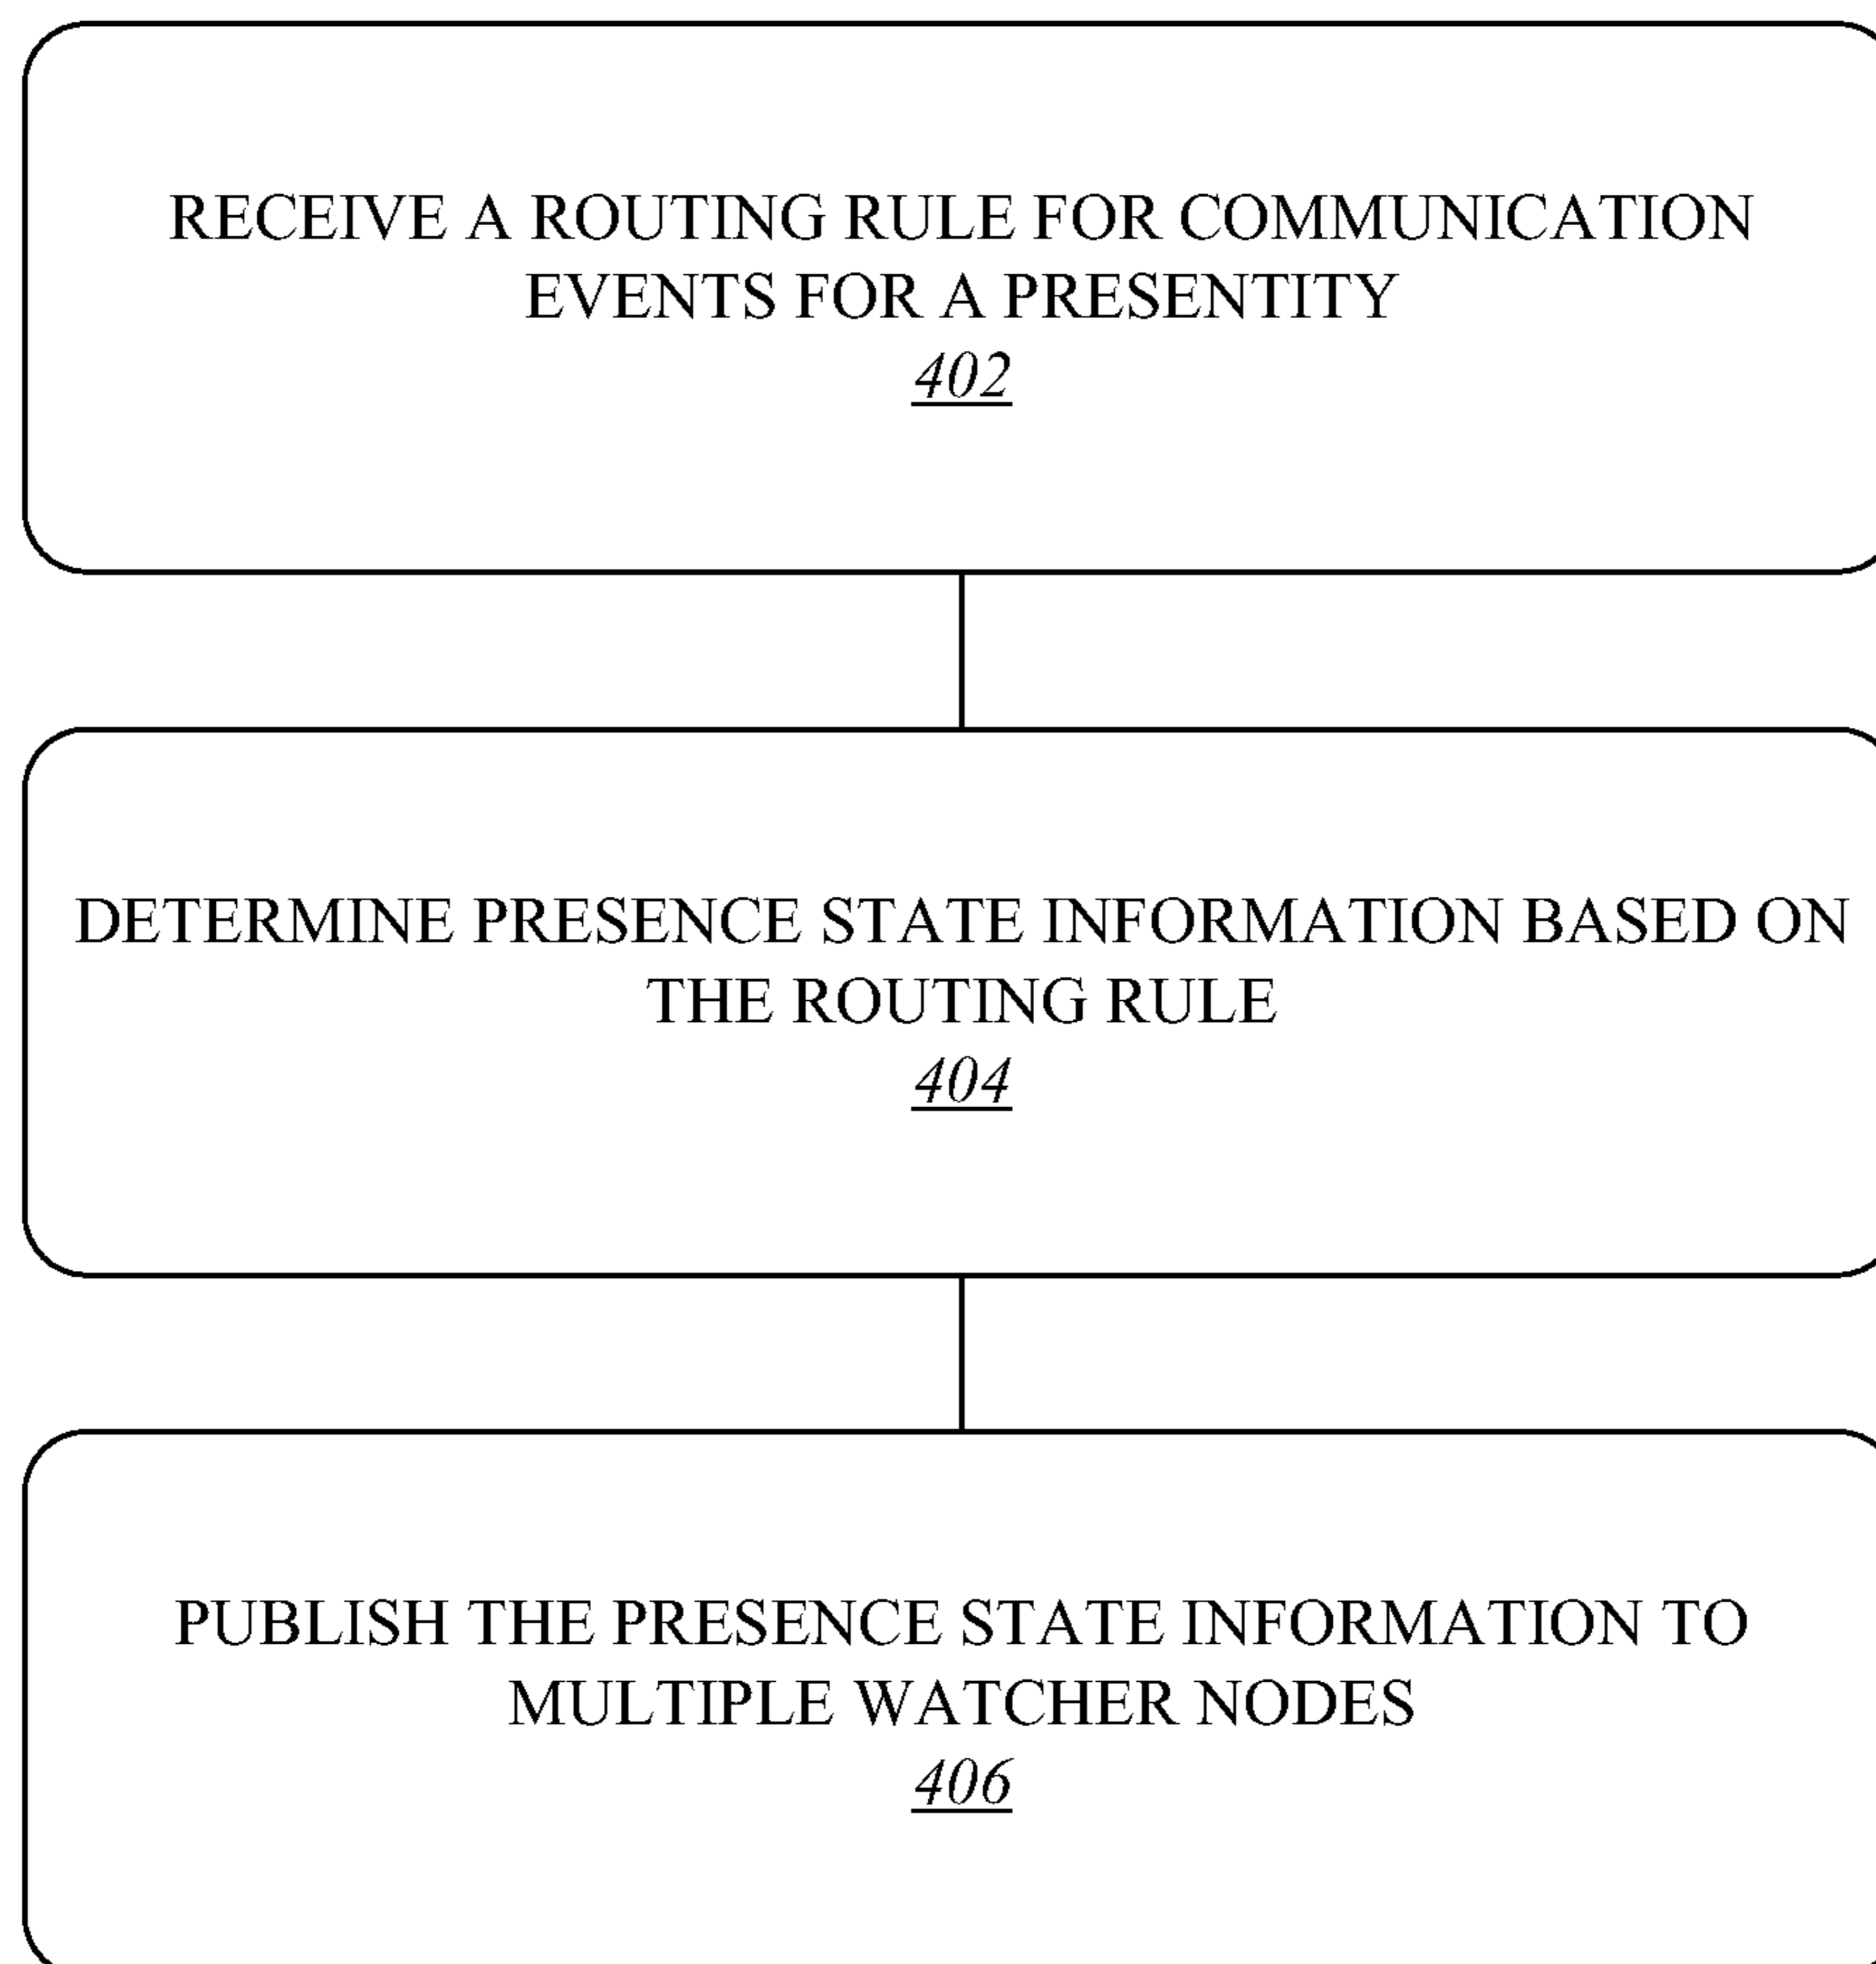 RECEIVE A ROUTING RULE FOR COMMUNICATION
EVENTS FOR A PRESENTITY
402
DETERMINE PRESENCE STATE INFORMATION BASED ON
THE ROUTING RULE
404
PUBLISH THE PRESENCE STATE INFORMATION TO
MULTIPLE WATCHER NODES
406